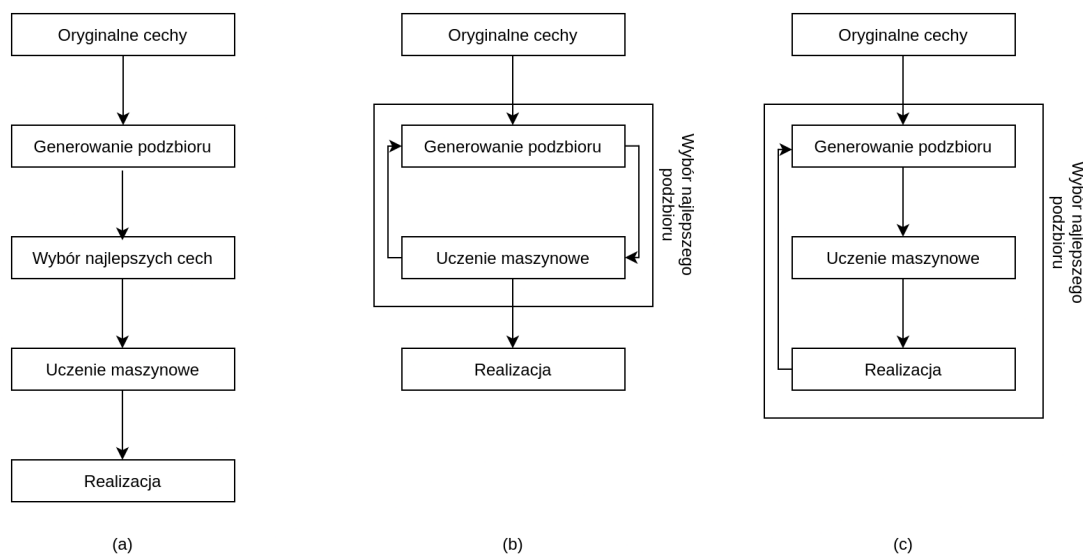 Oryginalne cechy
Generowanie podzbioru
Wybór najlepszych cech
Uczenie maszynowe
Realizacja
(a)
Oryginalne cechy
Generowanie podzbioru
Uczenie maszynowe
Wybór najlepszego
podzbioru
Realizacja
(b)
Oryginalne cechy
Generowanie podzbioru
Uczenie maszynowe
Realizacja
Wybór najlepszego
podzbioru
(c)